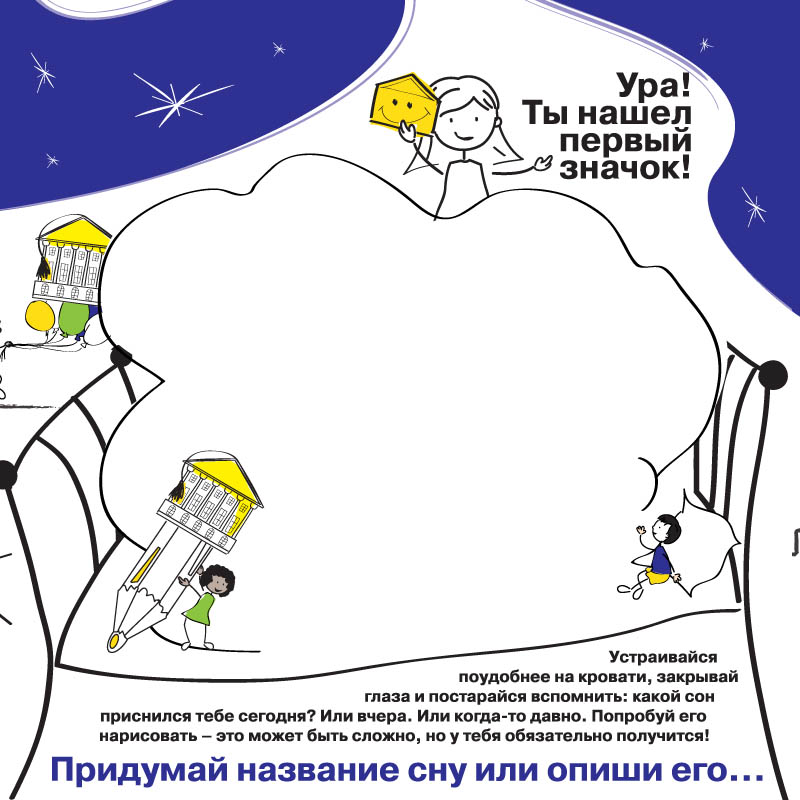 Ура!
Ты нашел
первый
значок!
Устраивайся
поудобнее на кровати, закрывай
глаза и постарайся вспомнить: какой сон
приснился тебе сегодня? Или вчера. Или когда-то давно. Попробуй его
нарисовать – это может быть сложно, но у тебя обязательно получится!
Придумай название сну или опиши его...